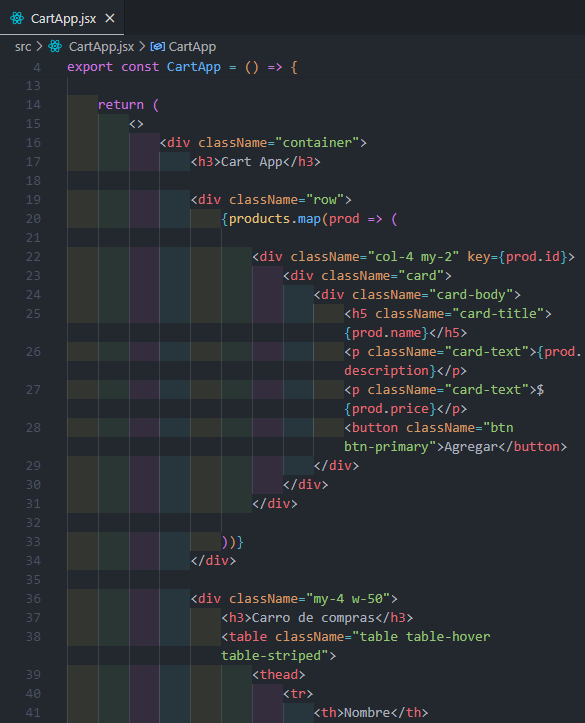 CartApp.jsx ×
src > CartApp.jsx > CartApp
4 export const CartApp = () => {
13
14 return (
15 <>
16 <div className="container">
17 <h3>Cart App</h3>
18
19 <div className="row">
20 {products.map(prod => (
21
22 <div className="col-4 my-2" key={prod.id}>
23 <div className="card">
24 <div className="card-body">
25 <h5 className="card-title">
{prod.name}</h5>
26 <p className="card-text">{prod.
description}</p>
27 <p className="card-text">$
{prod.price}</p>
28 <button className="btn
btn-primary">Agregar</button>
29 </div>
30 </div>
31 </div>
32
33 ))}
34 </div>
35
36 <div className="my-4 w-50">
37 <h3>Carro de compras</h3>
38 <table className="table table-hover
table-striped">
39 <thead>
40 <tr>
41 <th>Nombre</th>